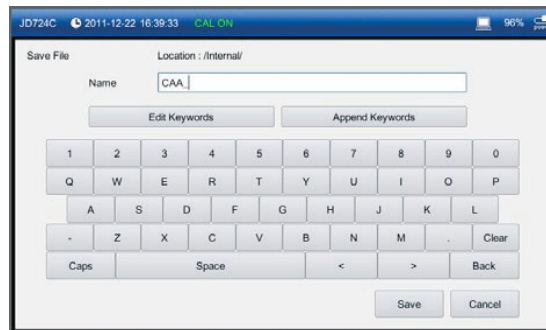 JD724C 2011-12-22 16:39:33 CAL ON 96%
Save File Location : /Internal/
Name CAA_
Edit Keywords Append Keywords
1 2 3 4 5 6 7 8 9 0
Q W E R T Y U I O P
A S D F G H J K L
- Z X C V B N M . Clear
Caps Space < > Back
Save Cancel